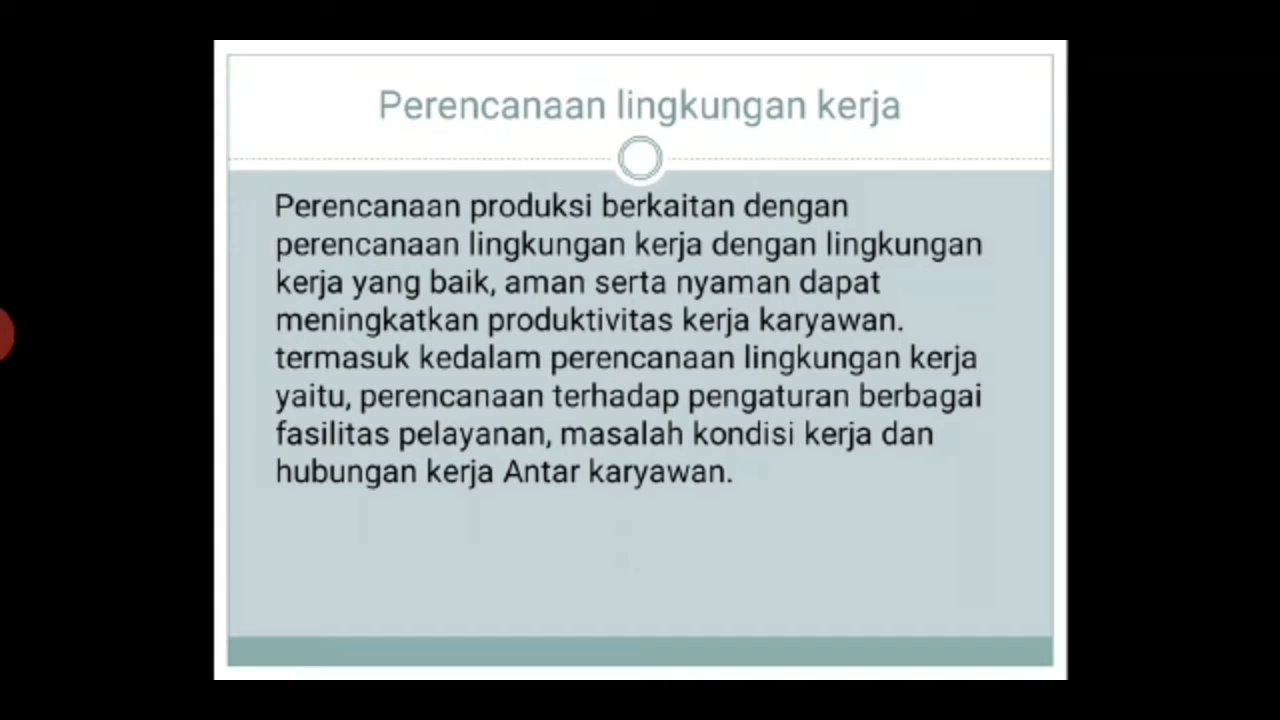 Perencanaan lingkungan kerja
Perencanaan produksi berkaitan dengan
perencanaan lingkungan kerja dengan lingkungan
kerja yang baik, aman serta nyaman dapat
meningkatkan produktivitas kerja karyawan.
termasuk kedalam perencanaan lingkungan kerja
yaitu, perencanaan terhadap pengaturan berbagai
fasilitas pelayanan, masalah kondisi kerja dan
hubungan kerja Antar karyawan.